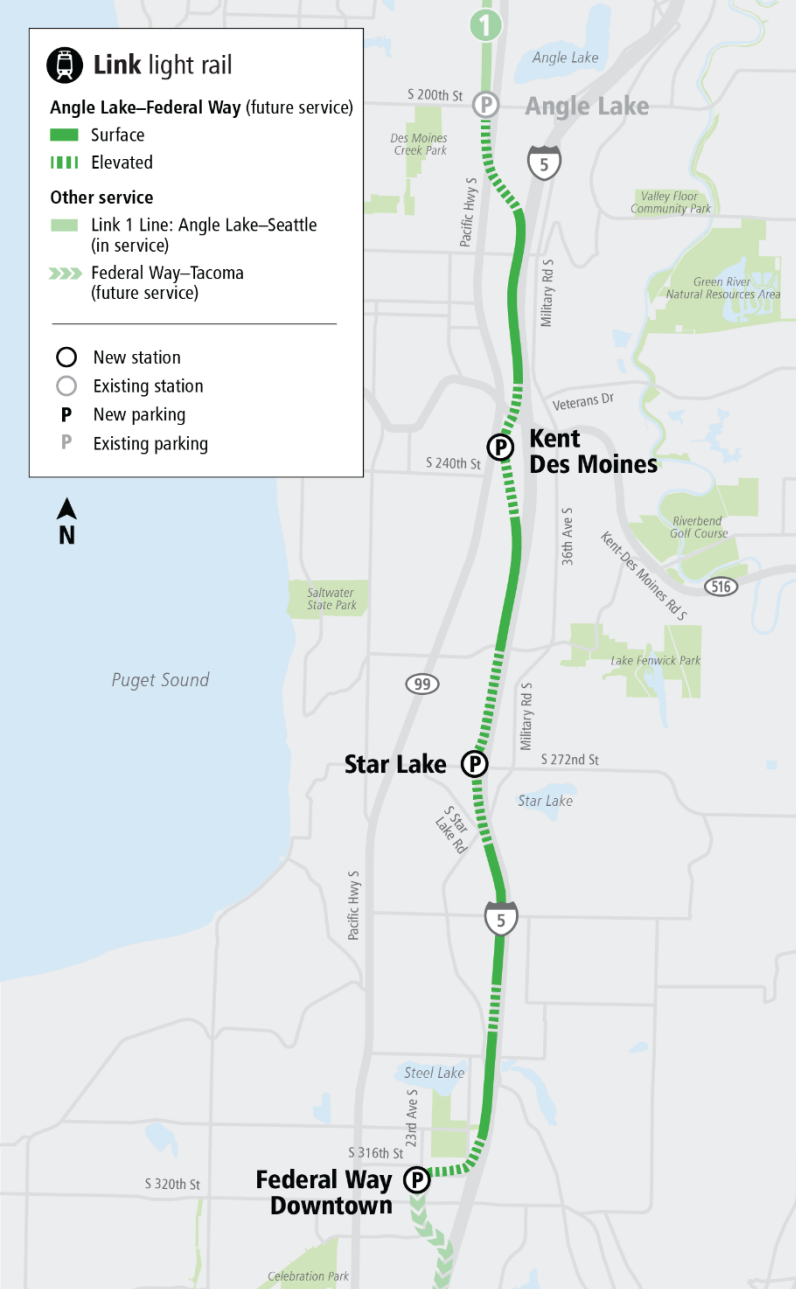 Link light rail
Angle Lake–Federal Way (future service)
Surface
Elevated
Other service
Link 1 Line: Angle Lake–Seattle
(in service)
Federal Way–Tacoma
(future service)
New station
Existing station
P New parking
P Existing parking
N
1
Angle Lake
S 200th St
P
Angle Lake
Des Moines
Creek Park
5
Pacific Hwy S
Valley Floor
Community Park
Military Rd S
Green River
Natural Resources Area
Veterans Dr
P
Kent
Des Moines
S 240th St
36th Ave S
Riverbend
Golf Course
Kent-Des Moines Rd S
516
Saltwater
State Park
Puget Sound
Lake Fenwick Park
99
Military Rd S
Star Lake
P
S 272nd St
Star Lake
S Star
Lake Rd
Pacific Hwy S
5
Steel Lake
23rd Ave S
S 316th St
Federal Way
Downtown
P
S 320th St
Celebration Park